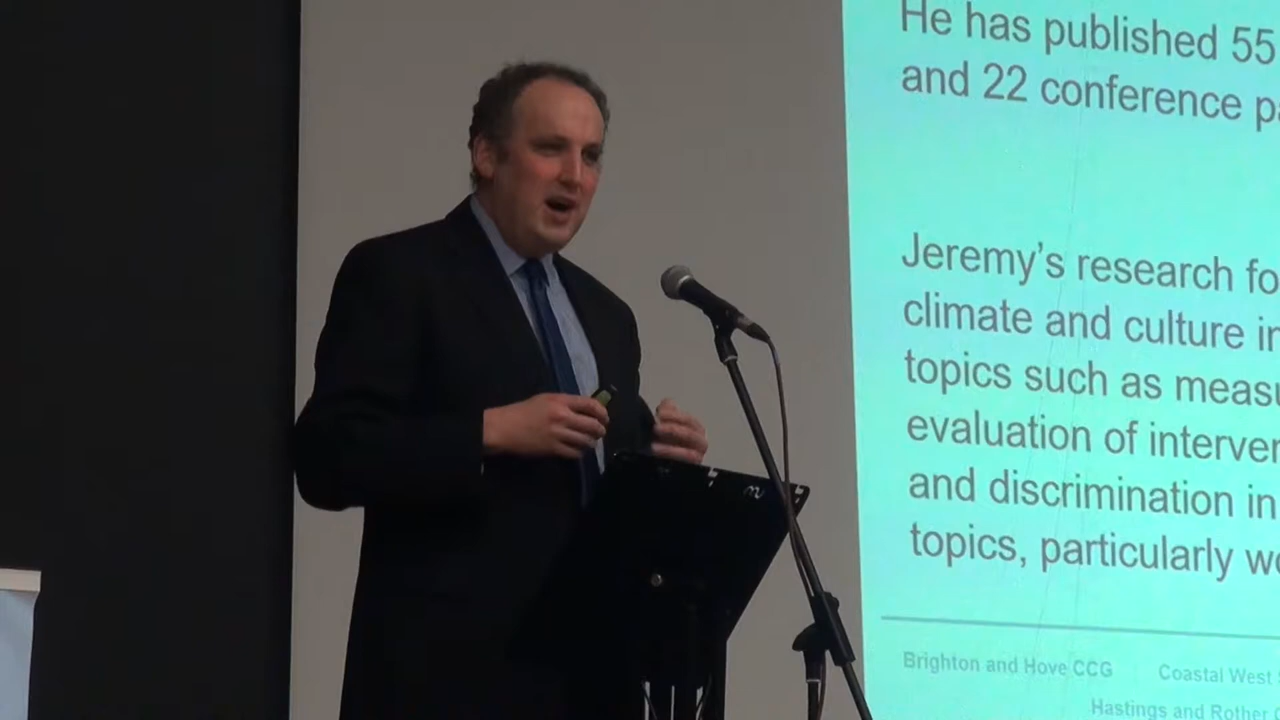 He has published 55
and 22 conference
Jeremy's research
climate and culture
topics such as
evaluation of
and discrimination in
topics, particularly
Brighton and Hove CCG Coastal West
Hastings and Rother